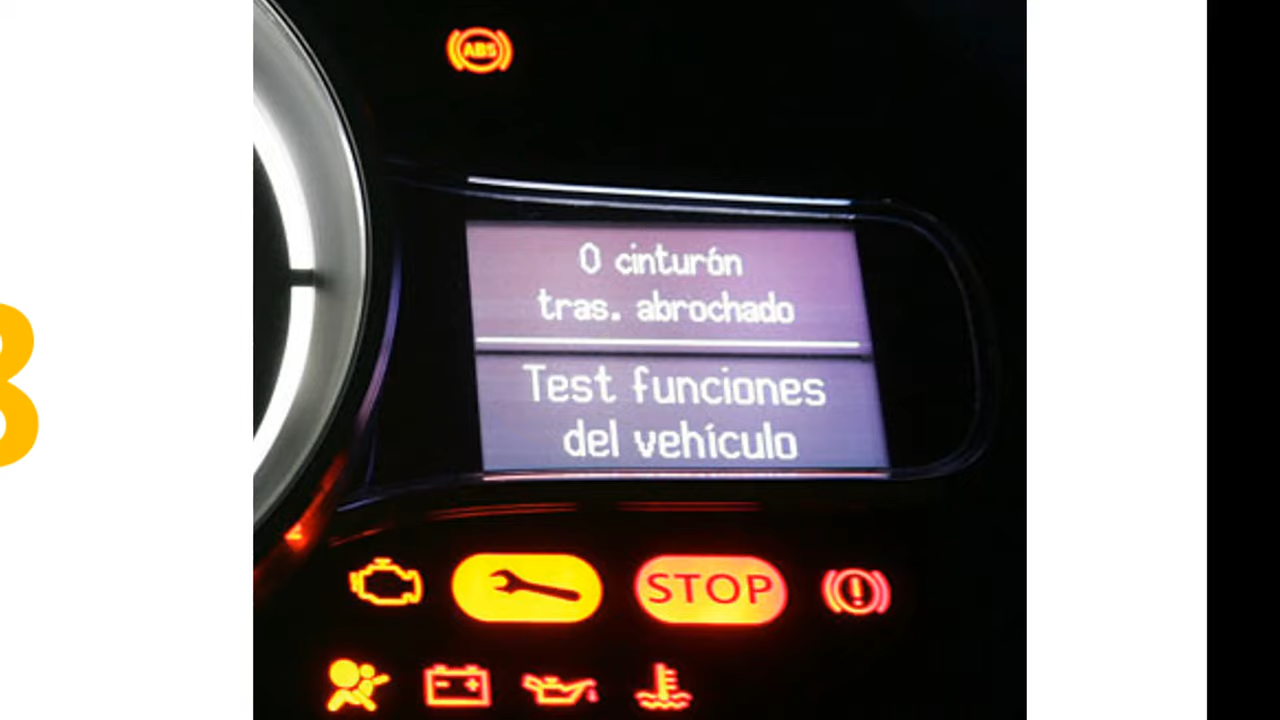 ABS
0 cinturón
tras. abrochado
Test funciones
del vehículo
STOP